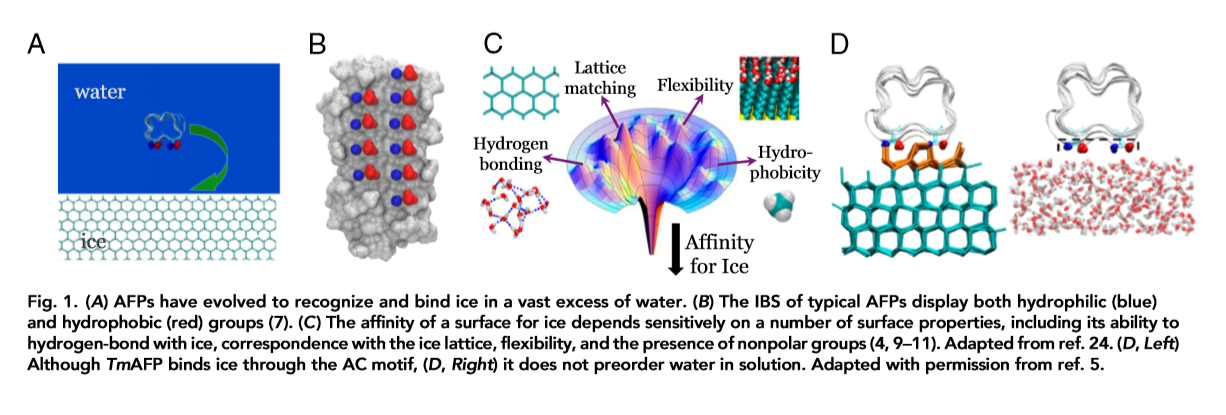 A
B
C
D
water
ice
Lattice
matching
Flexibility
Hydrogen
bonding
Hydro-
phobicity
Affinity
for Ice
Fig. 1. (A) AFPs have evolved to recognize and bind ice in a vast excess of water. (B) The IBS of typical AFPs display both hydrophilic (blue)
and hydrophobic (red) groups (7). (C) The affinity of a surface for ice depends sensitively on a number of surface properties, including its ability to
hydrogen-bond with ice, correspondence with the ice lattice, flexibility, and the presence of nonpolar groups (4, 9–11). Adapted from ref. 24. (D, Left)
Although TmAFP binds ice through the AC motif, (D, Right) it does not preorder water in solution. Adapted with permission from ref. 5.